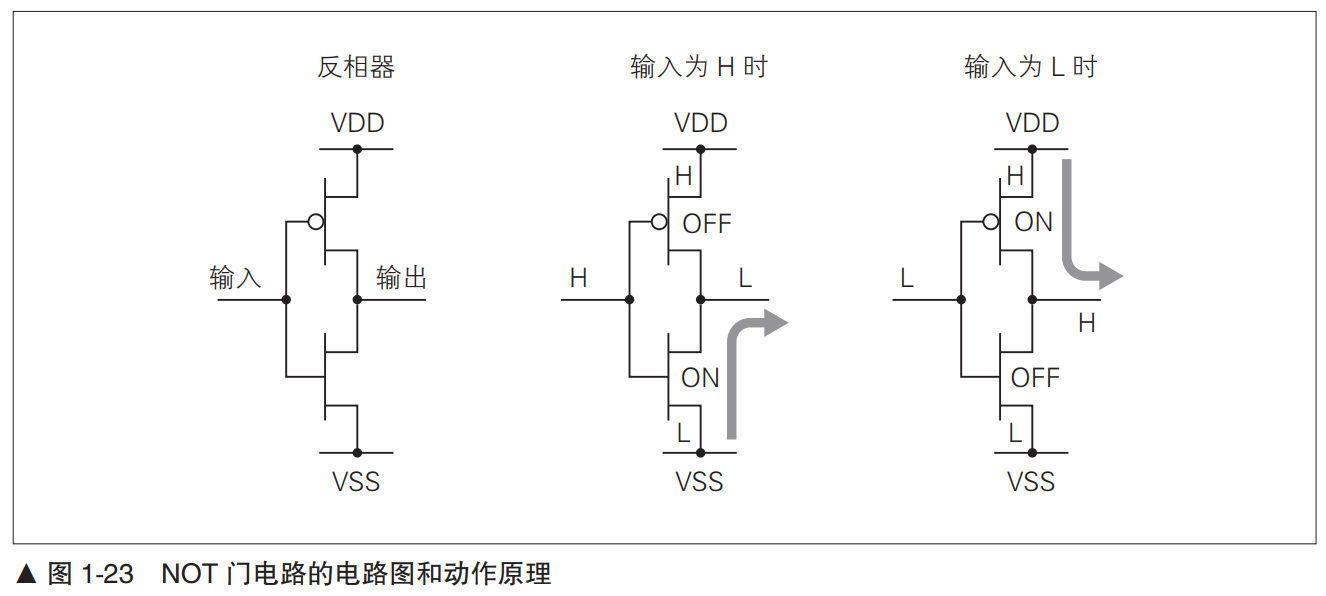 反相器
VDD
输入
输出
VSS
输入为 H 时
VDD
H
OFF
H
L
ON
L
VSS
输入为 L 时
VDD
H
ON
L
H
OFF
L
VSS
▲ 图 1-23 NOT 门电路的电路图和动作原理